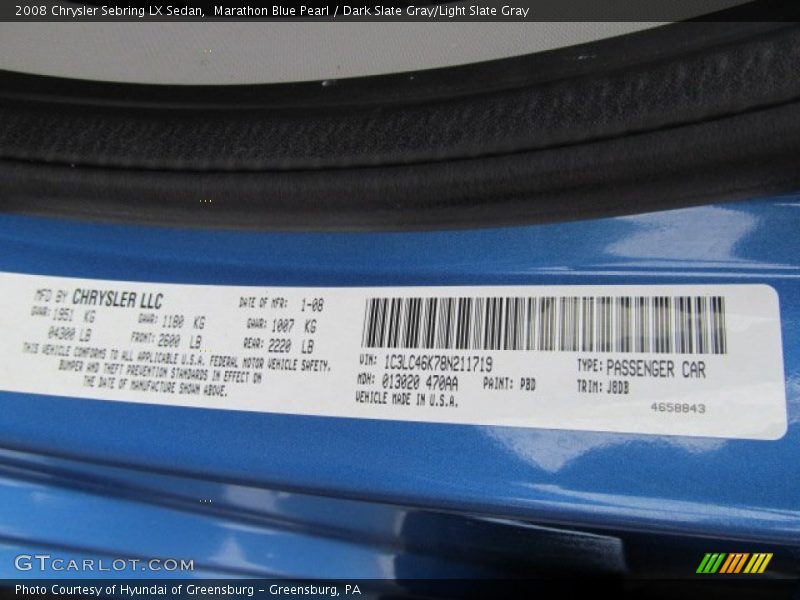 2008 Chrysler Sebring LX Sedan, Marathon Blue Pearl / Dark Slate Gray/Light Slate Gray
MFD BY CHRYSLER LLC DATE OF MFR: 1-08
GVWR: 1951 KG GAWR: 1180 KG GAWR: 1007 KG
04300 LB FRONT: 2600 LB REAR: 2220 LB
THIS VEHICLE CONFORMS TO ALL APPLICABLE U.S.A. FEDERAL MOTOR VEHICLE SAFETY,
BUMPER AND THEFT PREVENTION STANDARDS IN EFFECT ON
THE DATE OF MANUFACTURE SHOWN ABOVE.
VIN: 1C3LC46K78N211719 TYPE: PASSENGER CAR
MDH: 013020 470AA PAINT: PBD TRIM: J8DB
VEHICLE MADE IN U.S.A.
4658843
GTCARLOT.COM
Photo Courtesy of Hyundai of Greensburg - Greensburg, PA